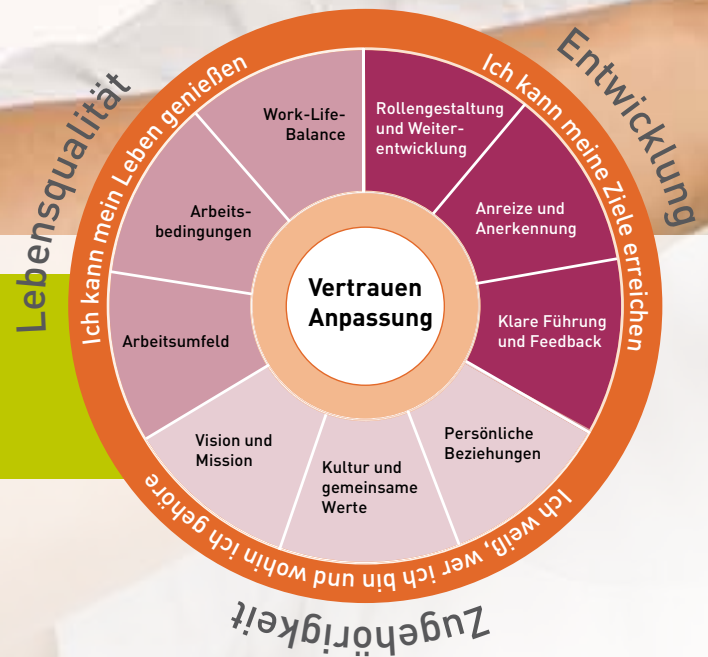 Lebensqualität
Entwicklung
Zugehörigkeit
Ich kann mein Leben genießen
Ich kann meine Ziele erreichen
Ich weiß, wer ich bin und wohin ich gehöre
Work-Life-
Balance
Rollengestaltung
und Weiter-
entwicklung
Arbeits-
bedingungen
Anreize und
Anerkennung
Vertrauen
Anpassung
Arbeitsumfeld
Klare Führung
und Feedback
Vision und
Mission
Kultur und
gemeinsame
Werte
Persönliche
Beziehungen